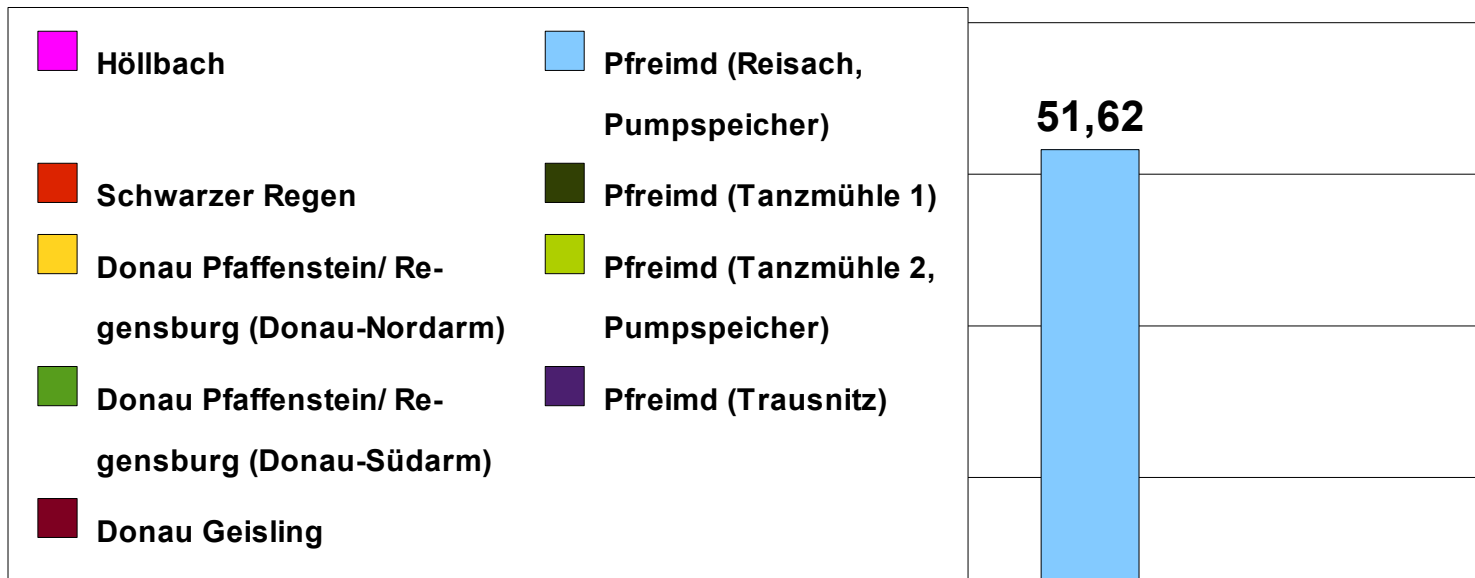 Höllbach
Schwarzer Regen
Donau Pfaffenstein/ Re-
gensburg (Donau-Nordarm)
Donau Pfaffenstein/ Re-
gensburg (Donau-Südarm)
Donau Geisling
Pfreimd (Reisach,
Pumpspeicher)
Pfreimd (Tanzmühle 1)
Pfreimd (Tanzmühle 2,
Pumpspeicher)
Pfreimd (Trausnitz)
51,62